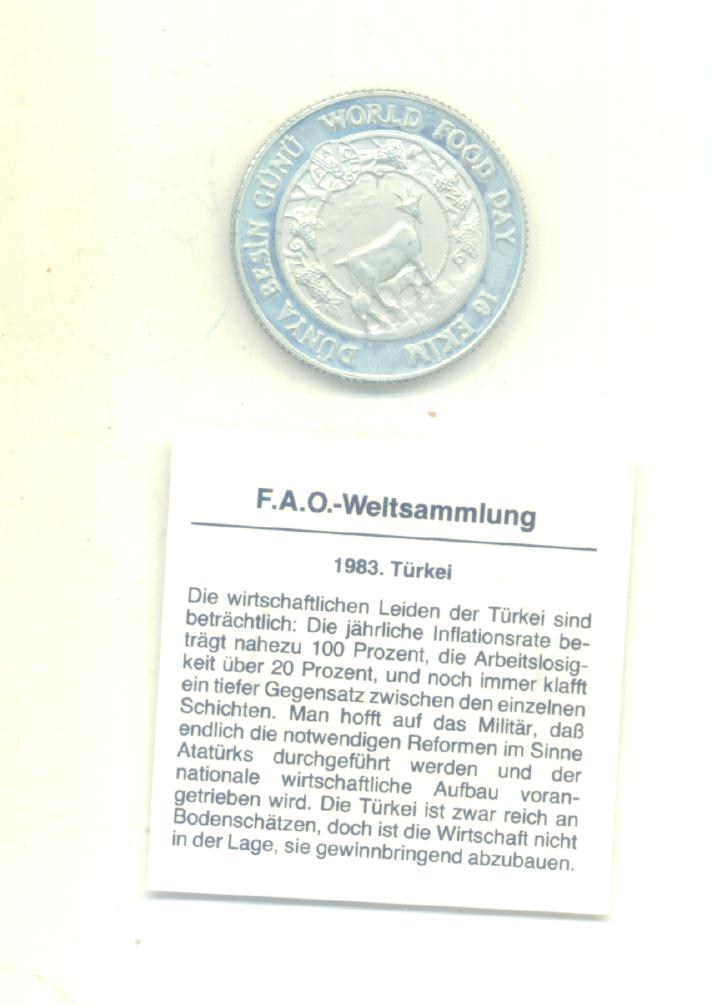 DÜNYA BESİN GÜNÜ WORLD FOOD DAY 16 EKİM
F.A.O.-Weltsammlung
1983. Türkei
Die wirtschaftlichen Leiden der Türkei sind
beträchtlich: Die jährliche Inflationsrate be-
trägt nahezu 100 Prozent, die Arbeitslosig-
keit über 20 Prozent, und noch immer klafft
ein tiefer Gegensatz zwischen den einzelnen
Schichten. Man hofft auf das Militär, daß
endlich die notwendigen Reformen im Sinne
Atatürks durchgeführt werden und der
nationale wirtschaftliche Aufbau voran-
getrieben wird. Die Türkei ist zwar reich an
Bodenschätzen, doch ist die Wirtschaft nicht
in der Lage, sie gewinnbringend abzubauen.